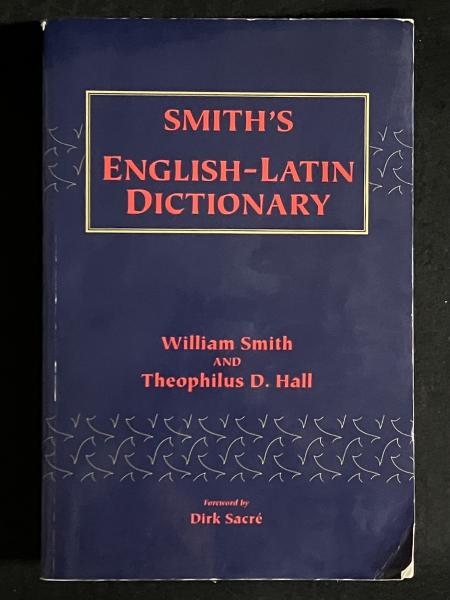 SMITH'S
ENGLISH-LATIN
DICTIONARY
William Smith
AND
Theophilus D. Hall
Foreword by
Dirk Sacré